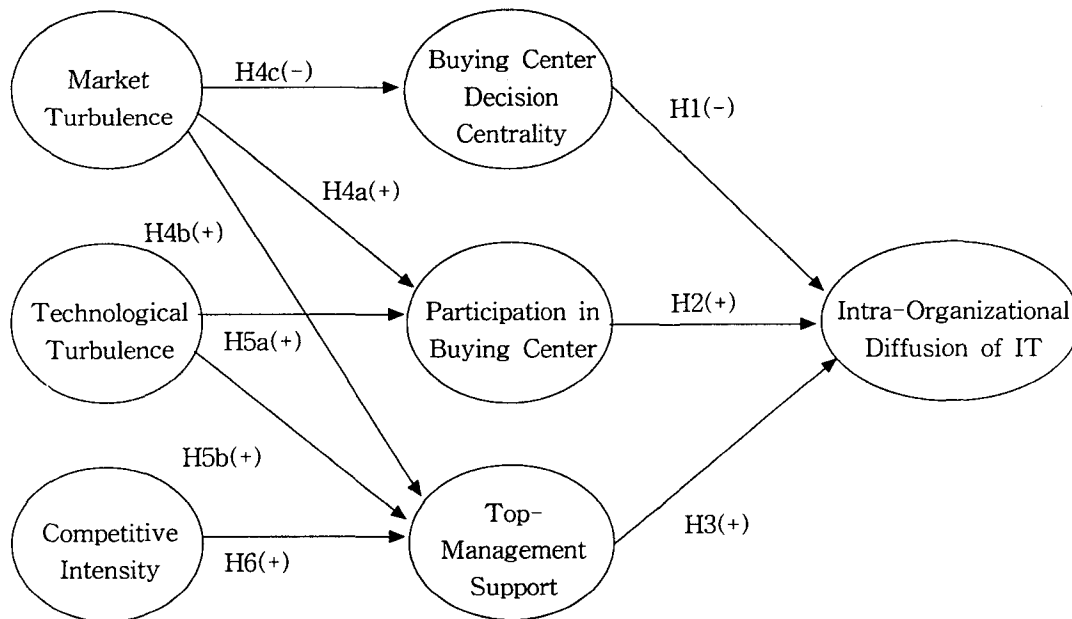 Market
Turbulence
H4c(-)
Buying Center
Decision
Centrality
H1(-)
H4a(+)
H4b(+)
Technological
Turbulence
H5a(+)
Participation in
Buying Center
H2(+)
Intra-Organizational
Diffusion of IT
H5b(+)
Competitive
Intensity
H6(+)
Top-
Management
Support
H3(+)